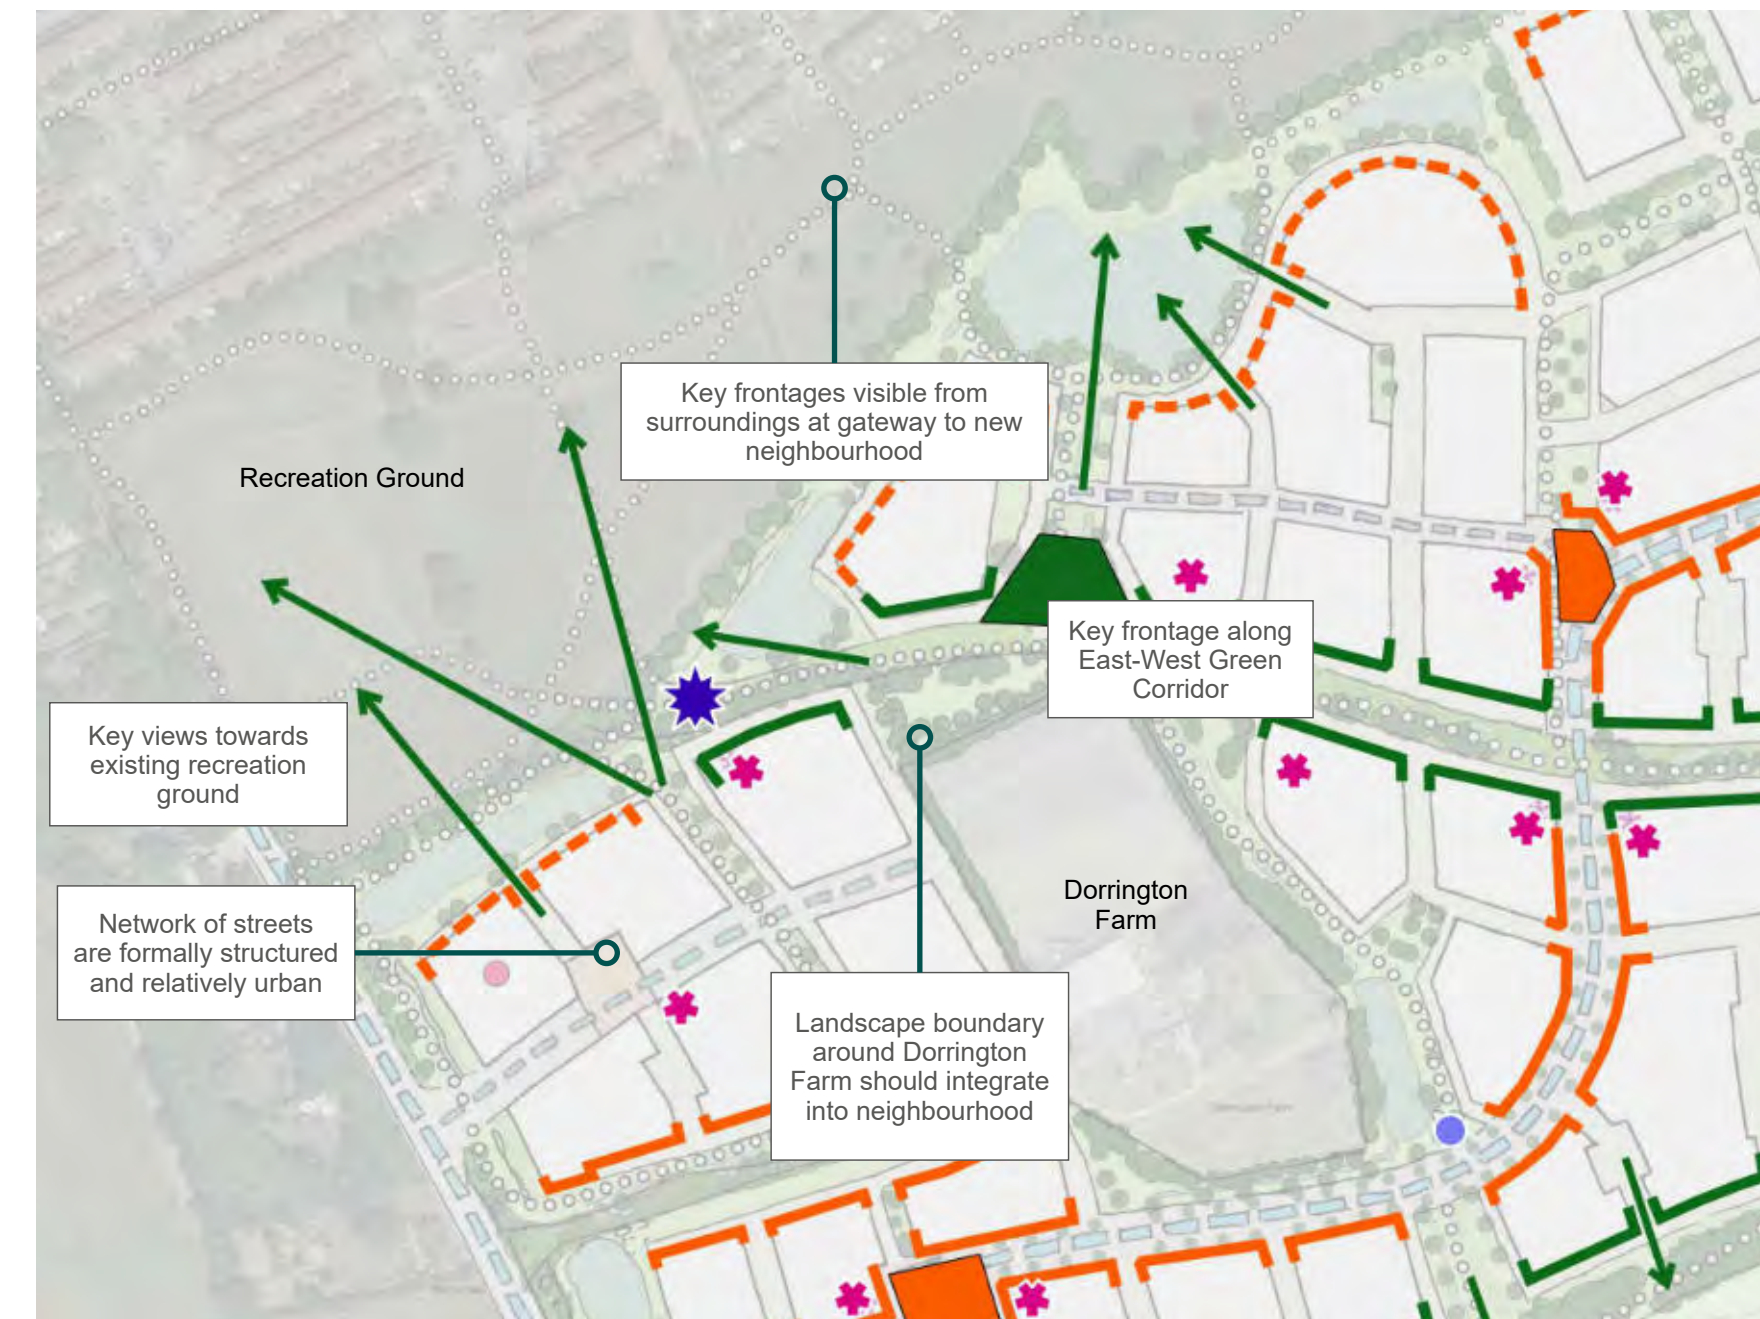 Key frontages visible from
surroundings at gateway to new
neighbourhood
Recreation Ground
Key frontage along
East-West Green
Corridor
Key views towards
existing recreation
ground
Dorrington
Farm
Network of streets
are formally structured
and relatively urban
Landscape boundary
around Dorrington
Farm should integrate
into neighbourhood